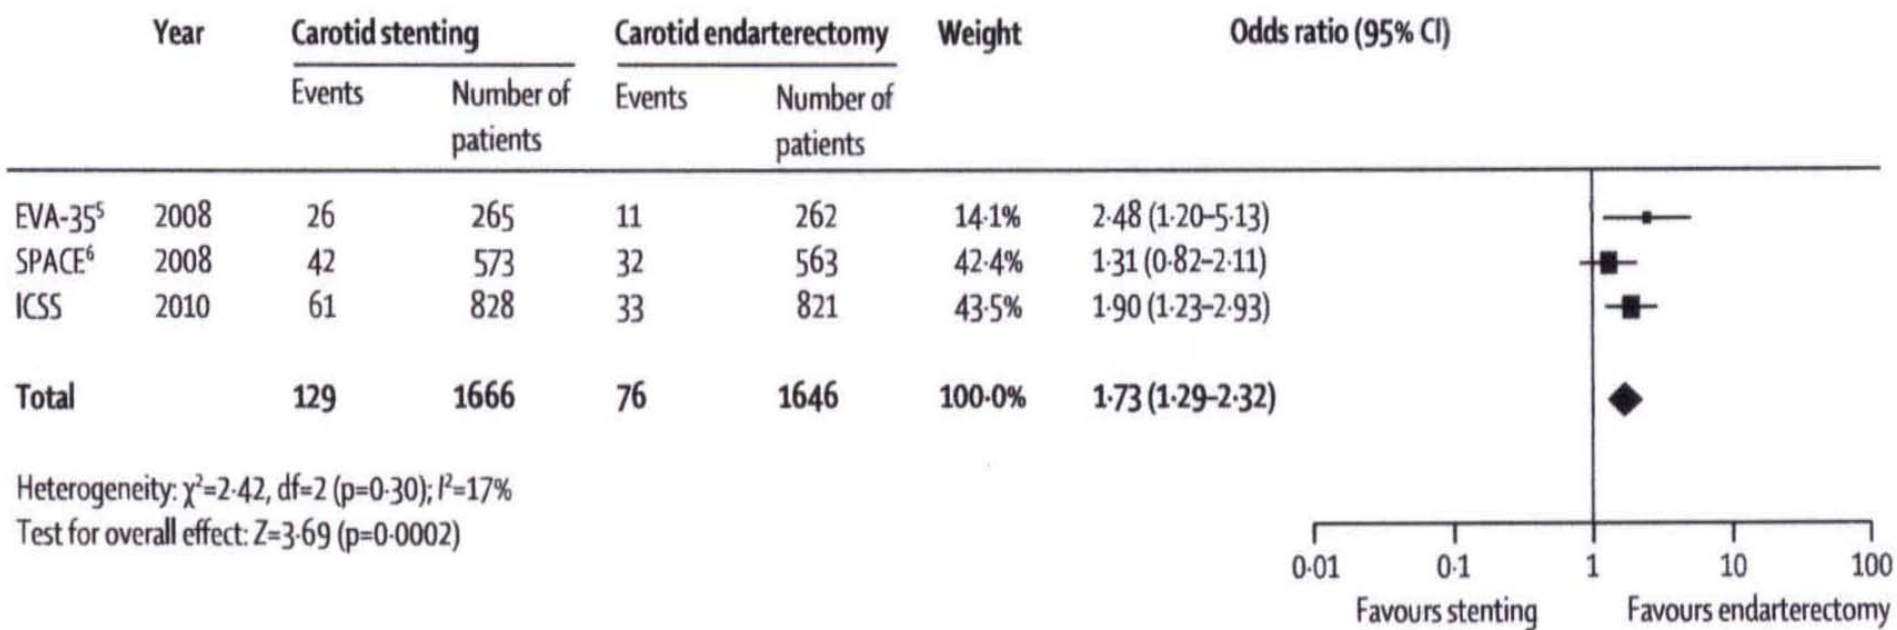 Year Carotid stenting Carotid endarterectomy Weight Odds ratio (95% CI)
Events Number of patients Events Number of patients
EVA-35⁵ 2008 26 265 11 262 14·1% 2·48 (1·20–5·13)
SPACE⁶ 2008 42 573 32 563 42·4% 1·31 (0·82–2·11)
ICSS 2010 61 828 33 821 43·5% 1·90 (1·23–2·93)
Total 129 1666 76 1646 100·0% 1·73 (1·29–2·32)
Heterogeneity: χ²=2·42, df=2 (p=0·30); I²=17%
Test for overall effect: Z=3·69 (p=0·0002)
0·01 0·1 1 10 100
Favours stenting Favours endarterectomy